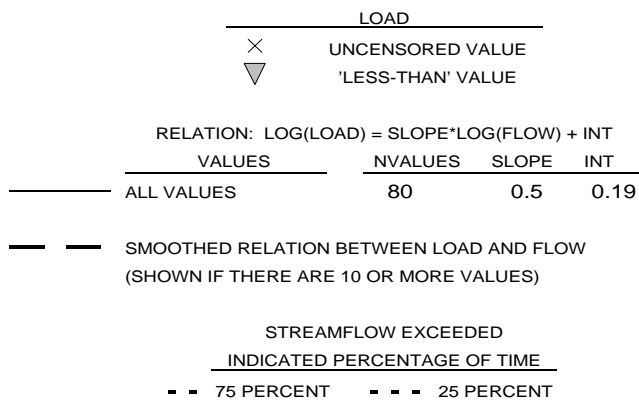 LOAD
UNCENSORED VALUE
'LESS-THAN' VALUE
RELATION: LOG(LOAD) = SLOPE*LOG(FLOW) + INT
VALUES NVALUES SLOPE INT
ALL VALUES 80 0.5 0.19
SMOOTHED RELATION BETWEEN LOAD AND FLOW
(SHOWN IF THERE ARE 10 OR MORE VALUES)
STREAMFLOW EXCEEDED
INDICATED PERCENTAGE OF TIME
75 PERCENT 25 PERCENT